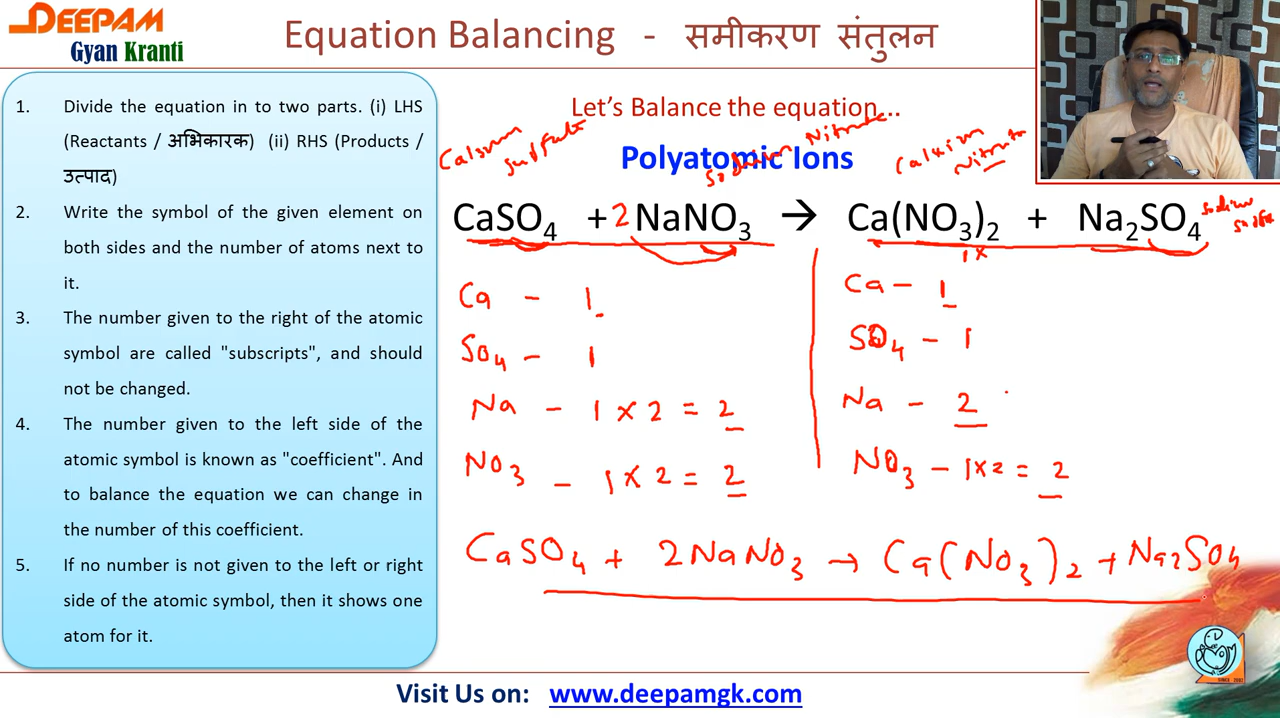 DEEPAM
Gyan Kranti
Equation Balancing - समीकरण संतुलन
1. Divide the equation in to two parts. (i) LHS
(Reactants / अभिकारक) (ii) RHS (Products /
उत्पाद)
2. Write the symbol of the given element on
both sides and the number of atoms next to
it.
3. The number given to the right of the atomic
symbol are called "subscripts", and should
not be changed.
4. The number given to the left side of the
atomic symbol is known as "coefficient". And
to balance the equation we can change in
the number of this coefficient.
5. If no number is not given to the left or right
side of the atomic symbol, then it shows one
atom for it.
Let's Balance the equation...
Polyatomic Ions
Sodium Nitrate
Calcium
Nitrate
Sodium
CaSO₄ + 2 NaNO₃ → Ca(NO₃)₂ + Na₂SO₄
1x
Ca - 1
SO₄ - 1
Na - 1 × 2 = 2
NO₃ - 1 × 2 = 2
Ca - 1
SO₄ - 1
Na - 2
NO₃ - 1×2 = 2
CaSO₄ + 2NaNO₃ → Ca(NO₃)₂ + Na₂SO₄
Visit Us on: www.deepamgk.com